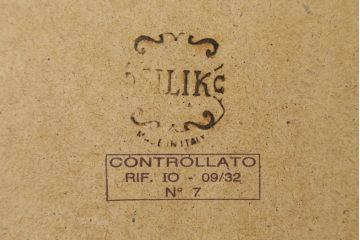 MADE IN ITALY
CONTROLLATO
RIF. IO - 09/32
N° 7